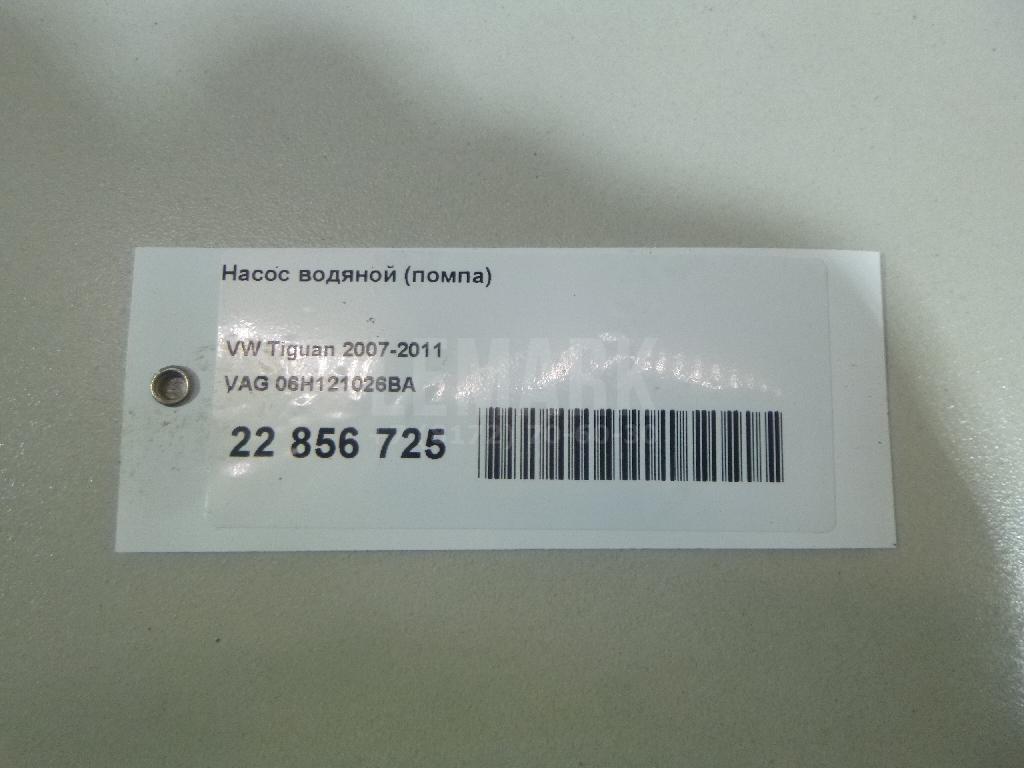 Насос водяной (помпа)
VW Tiguan 2007-2011
VAG 06H121026BA
22 856 725